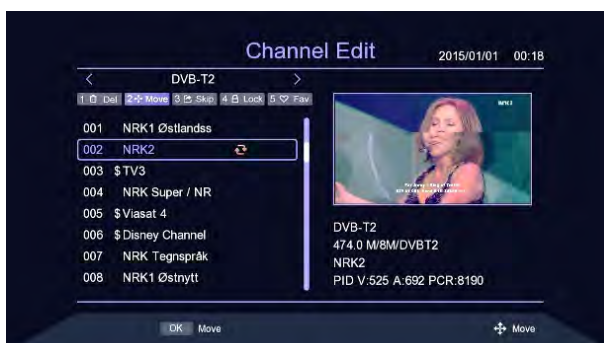 Channel Edit
2015/01/01 00:18
< DVB-T2 >
1 Del 2 Move 3 Skip 4 Lock 5 Fav
001 NRK1 Østlandss
002 NRK2
003 $ TV3
004 NRK Super / NR
005 $ Viasat 4
006 $ Disney Channel
007 NRK Tegnspråk
008 NRK1 Østnytt
DVB-T2
474.0 M/8M/DVBT2
NRK2
PID V:525 A:692 PCR:8190
OK Move
Move